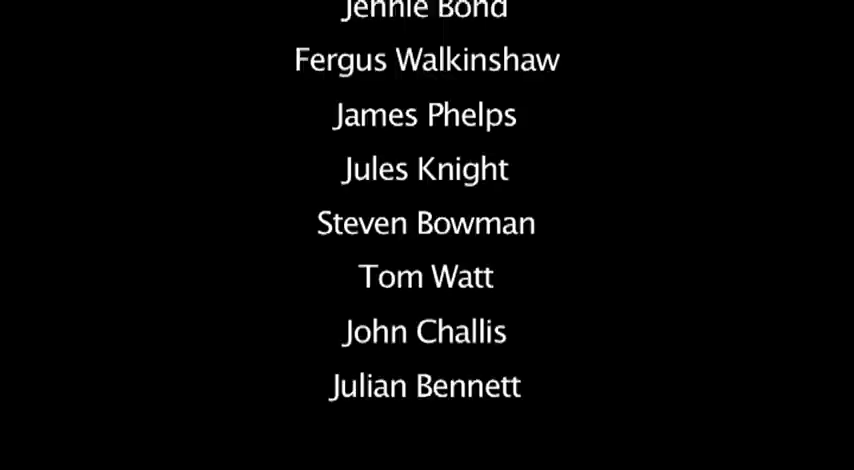 Jennie Bond
Fergus Walkinshaw
James Phelps
Jules Knight
Steven Bowman
Tom Watt
John Challis
Julian Bennett